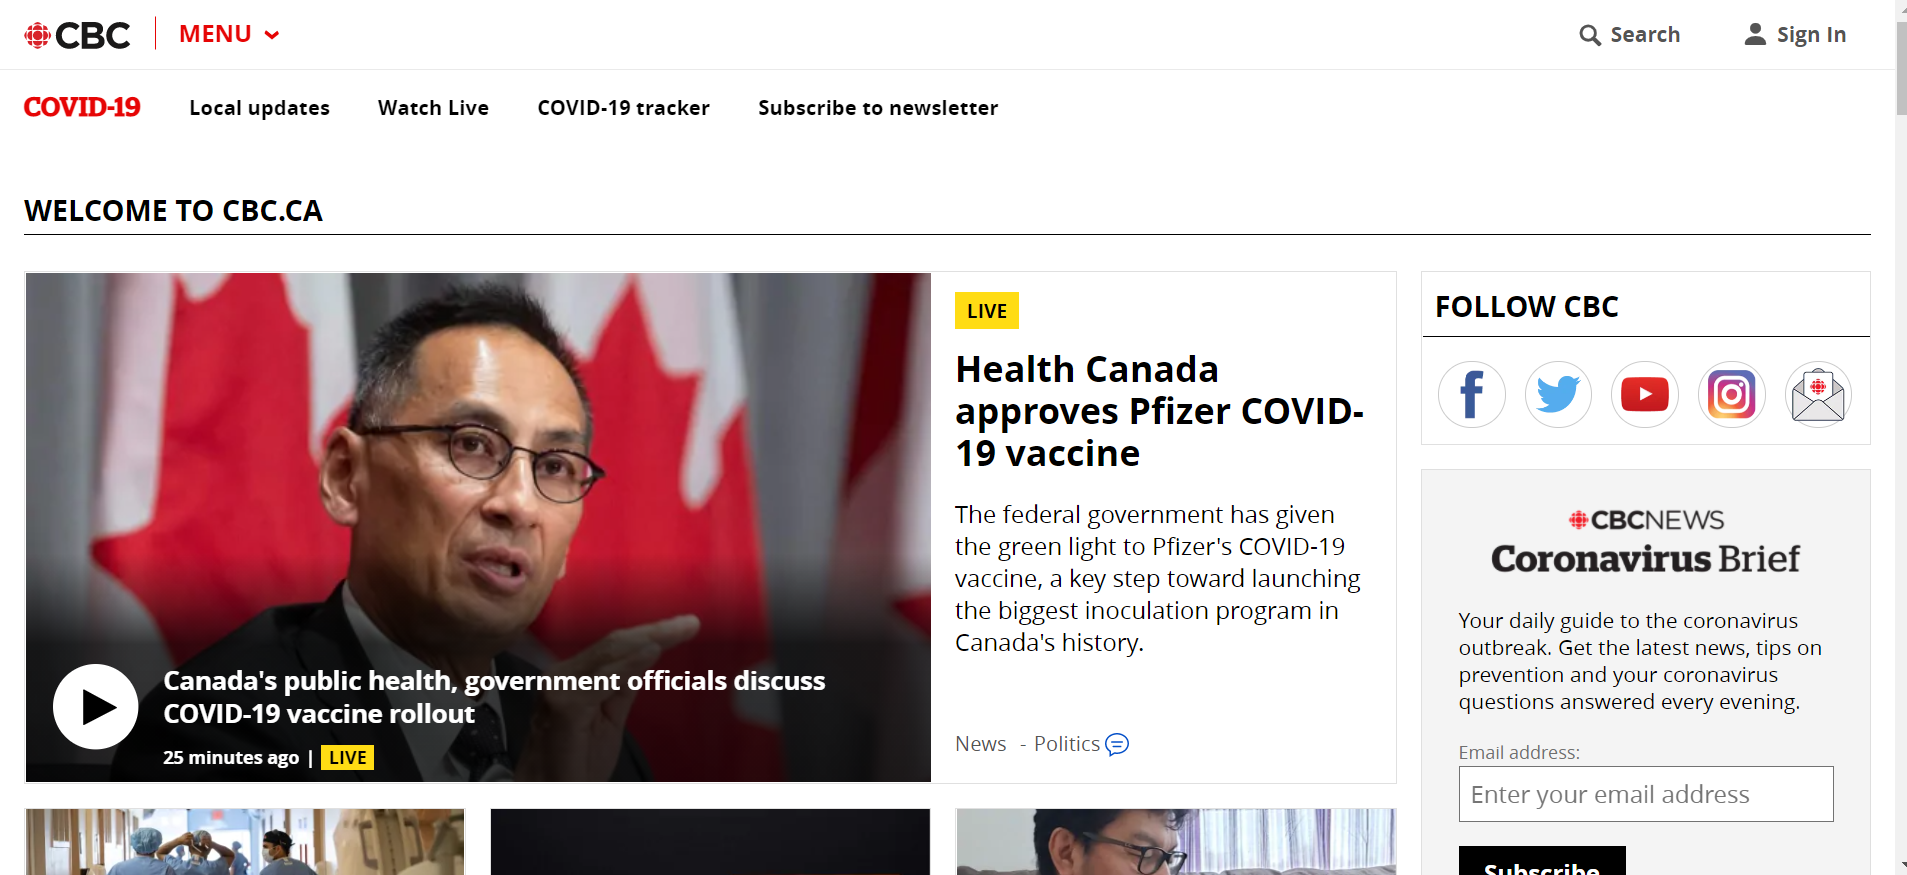 CBC
MENU
Search
Sign In
COVID-19
Local updates
Watch Live
COVID-19 tracker
Subscribe to newsletter
WELCOME TO CBC.CA
Canada's public health, government officials discuss
COVID-19 vaccine rollout
25 minutes ago | LIVE
LIVE
Health Canada
approves Pfizer COVID-
19 vaccine
The federal government has given
the green light to Pfizer's COVID-19
vaccine, a key step toward launching
the biggest inoculation program in
Canada's history.
News - Politics
FOLLOW CBC
CBCNEWS
Coronavirus Brief
Your daily guide to the coronavirus
outbreak. Get the latest news, tips on
prevention and your coronavirus
questions answered every evening.
Email address:
Enter your email address
Subscribe